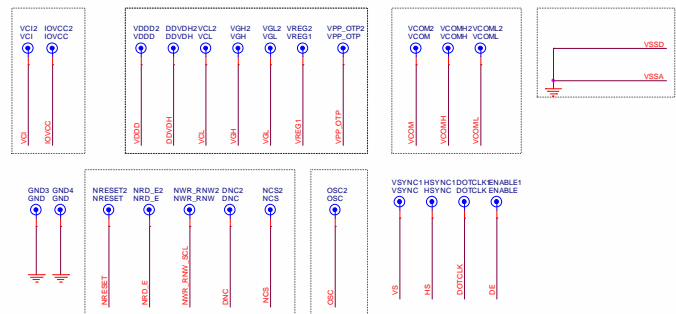 VCI2 IOVCC2
VCI IOVCC
VDDD2 DDVDH2 VCL2 VGH2 VGL2 VREG2 VPP_OTP2
VDDD DDVDH VCL VGH VGL VREG1 VPP_OTP
VCOM2 VCOMH2 VCOML2
VCOM VCOMH VCOML
VSSD
VSSA
VCI IOVCC
VDDD DDVDH VCL VGH VGL VREG1 VPP_OTP
VCOM VCOMH VCOML
GND3 GND4
GND GND
NRESET2 NRD_E2 NWR_RNW2 DNC2 NCS2
NRESET NRD_E NWR_RNW DNC NCS
OSC2
OSC
VSYNC1 HSYNC1 DOTCLK1 ENABLE1
VSYNC HSYNC DOTCLK ENABLE
NRESET NRD_E NWR_RNW_SCL DNC NCS
OSC
VS HS DOTCLK DE